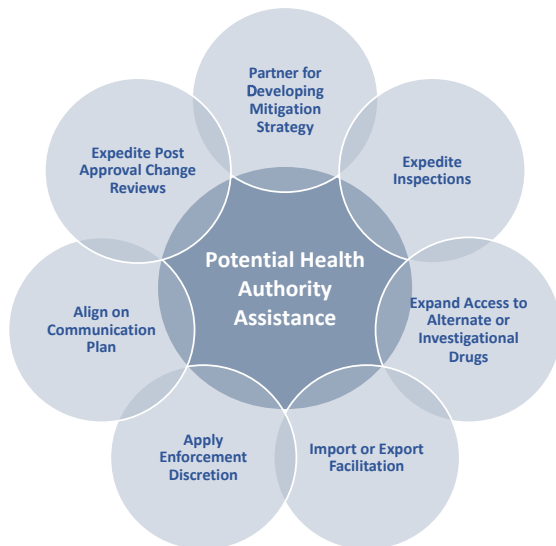 Partner for
Developing
Mitigation
Strategy
Expedite Post
Approval Change
Reviews
Expedite
Inspections
Potential Health
Authority
Assistance
Align on
Communication
Plan
Expand Access to
Alternate or
Investigational
Drugs
Apply
Enforcement
Discretion
Import or Export
Facilitation